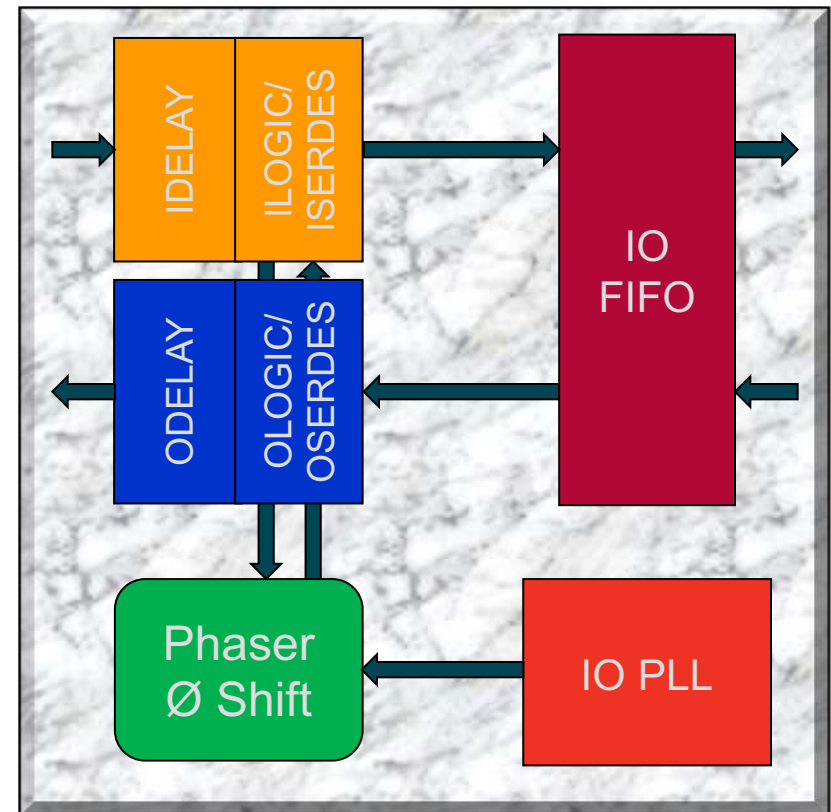 IDELAY
ILOGIC/
ISERDES
IO
FIFO
ODELAY
OLOGIC/
OSERDES
Phaser
Ø Shift
IO PLL